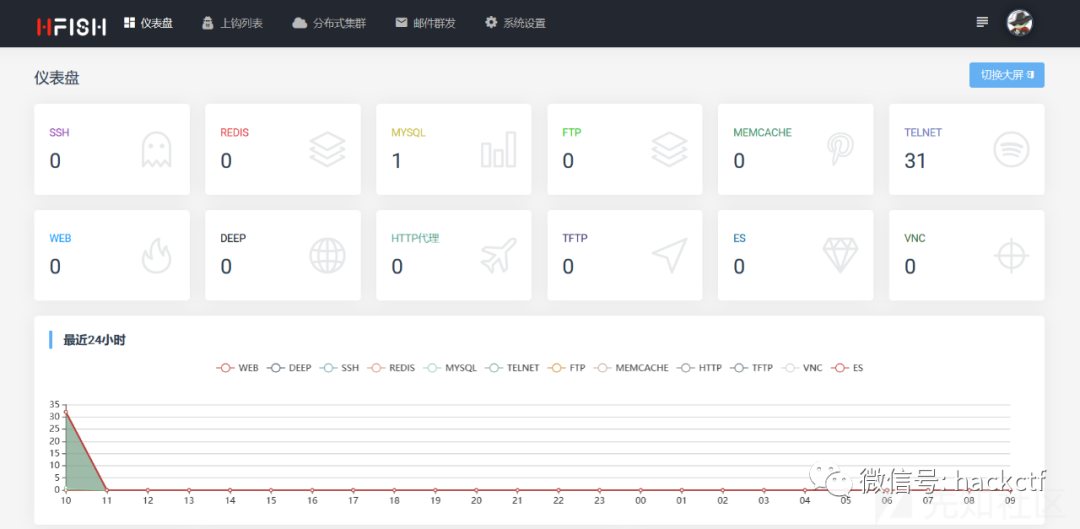 HFISH 仪表盘 上钩列表 分布式集群 邮件群发 系统设置
仪表盘 切换大屏
SSH REDIS MYSQL FTP MEMCACHE TELNET
0 0 1 0 0 31
WEB DEEP HTTP代理 TFTP ES VNC
0 0 0 0 0 0
最近24小时
WEB DEEP SSH REDIS MYSQL TELNET FTP MEMCACHE HTTP TFTP VNC ES
35
30
25
20
15
10
5
0
10 11 12 13 14 15 16 17 18 19 20 21 22 23 00 01 02 03 04 05 06 07 08 09
微信号: hackctf
先知社区